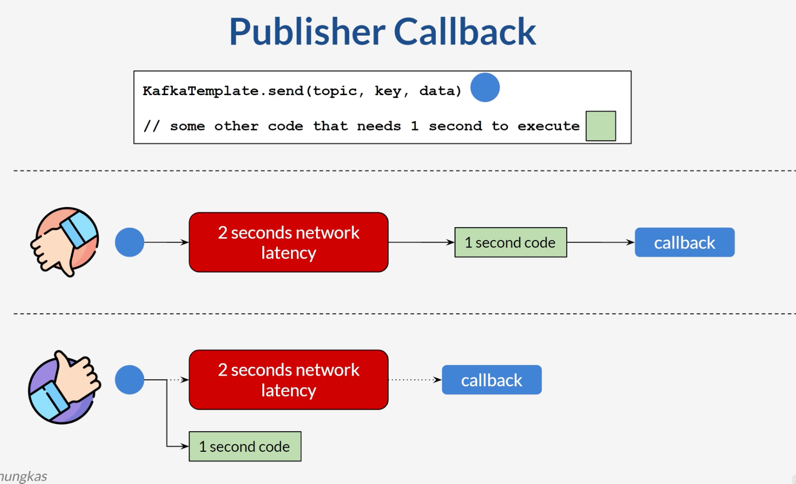 Publisher Callback
KafkaTemplate.send(topic, key, data)
// some other code that needs 1 second to execute
2 seconds network
latency
1 second code
callback
2 seconds network
latency
callback
1 second code
nungkas